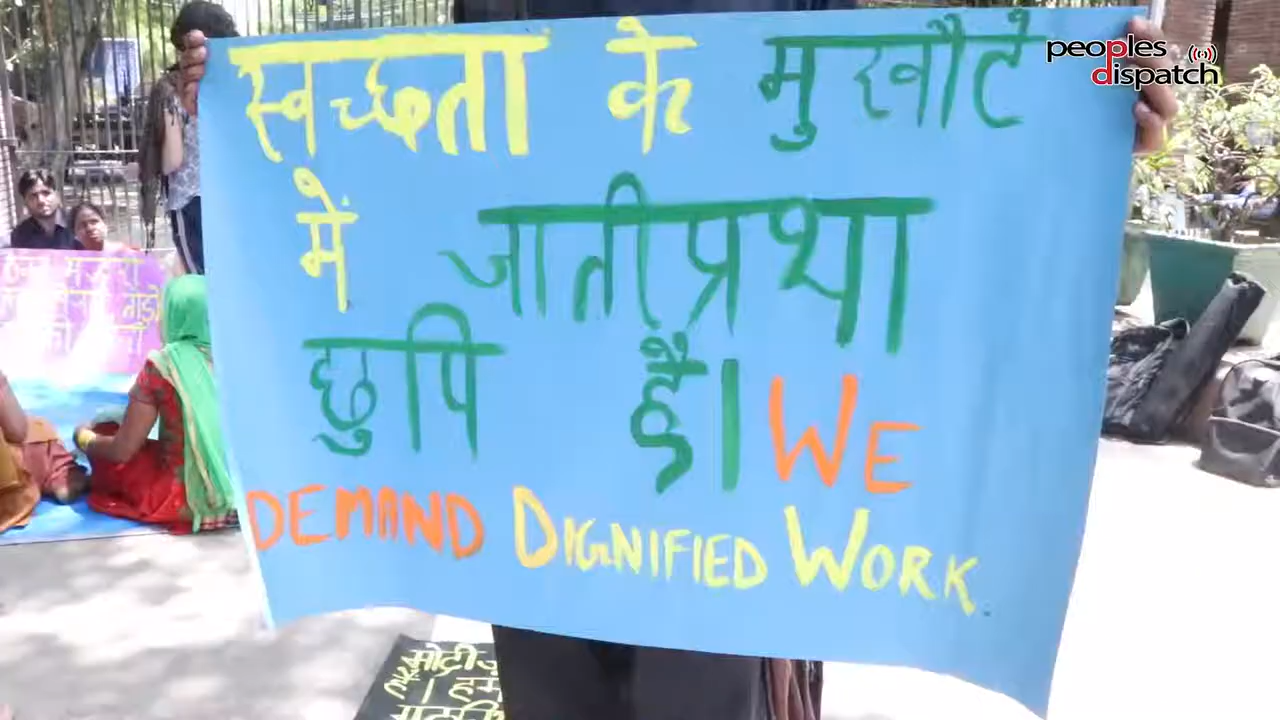 peoples
dispatch
स्वच्छता के मुखौटे
में जातीप्रथा
छुपि है। WE
DEMAND DIGNIFIED WORK.